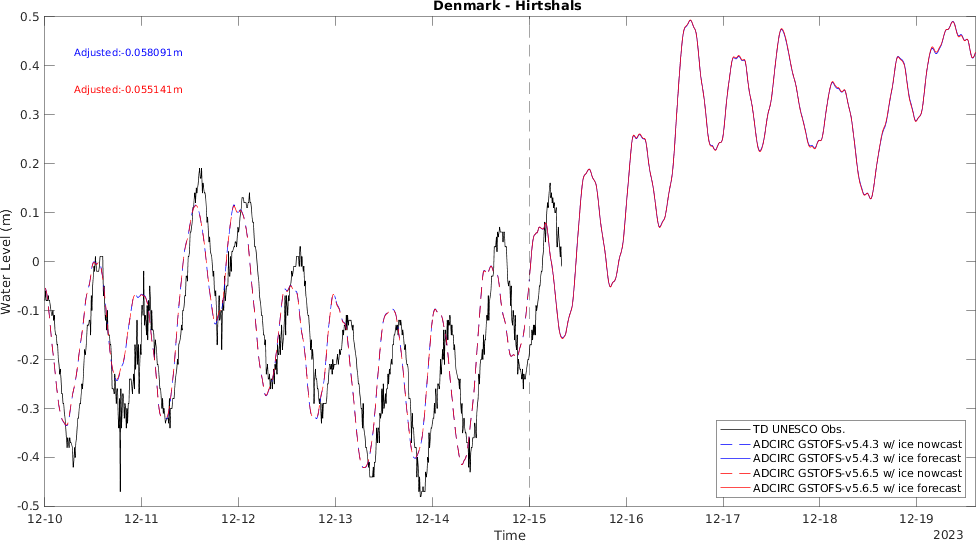 Denmark - Hirtshals
Adjusted:-0.058091m
Adjusted:-0.055141m
Water Level (m)
0.5
0.4
0.3
0.2
0.1
0
-0.1
-0.2
-0.3
-0.4
-0.5
TD UNESCO Obs.
ADCIRC GSTOFS-v5.4.3 w/ ice nowcast
ADCIRC GSTOFS-v5.4.3 w/ ice forecast
ADCIRC GSTOFS-v5.6.5 w/ ice nowcast
ADCIRC GSTOFS-v5.6.5 w/ ice forecast
12-10 12-11 12-12 12-13 12-14 12-15 12-16 12-17 12-18 12-19
Time
2023